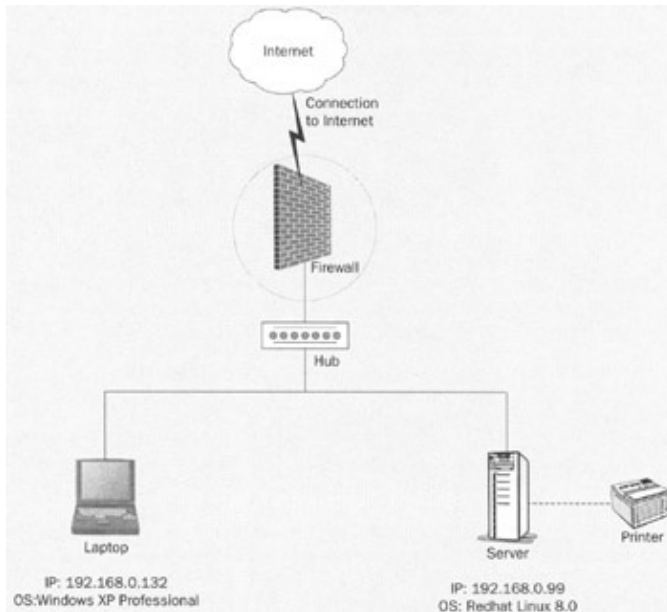 Internet
Connection
to Internet
Firewall
Hub
Laptop
IP: 192.168.0.132
OS:Windows XP Professional
Server
Printer
IP: 192.168.0.99
OS: Redhat Linux 8.0